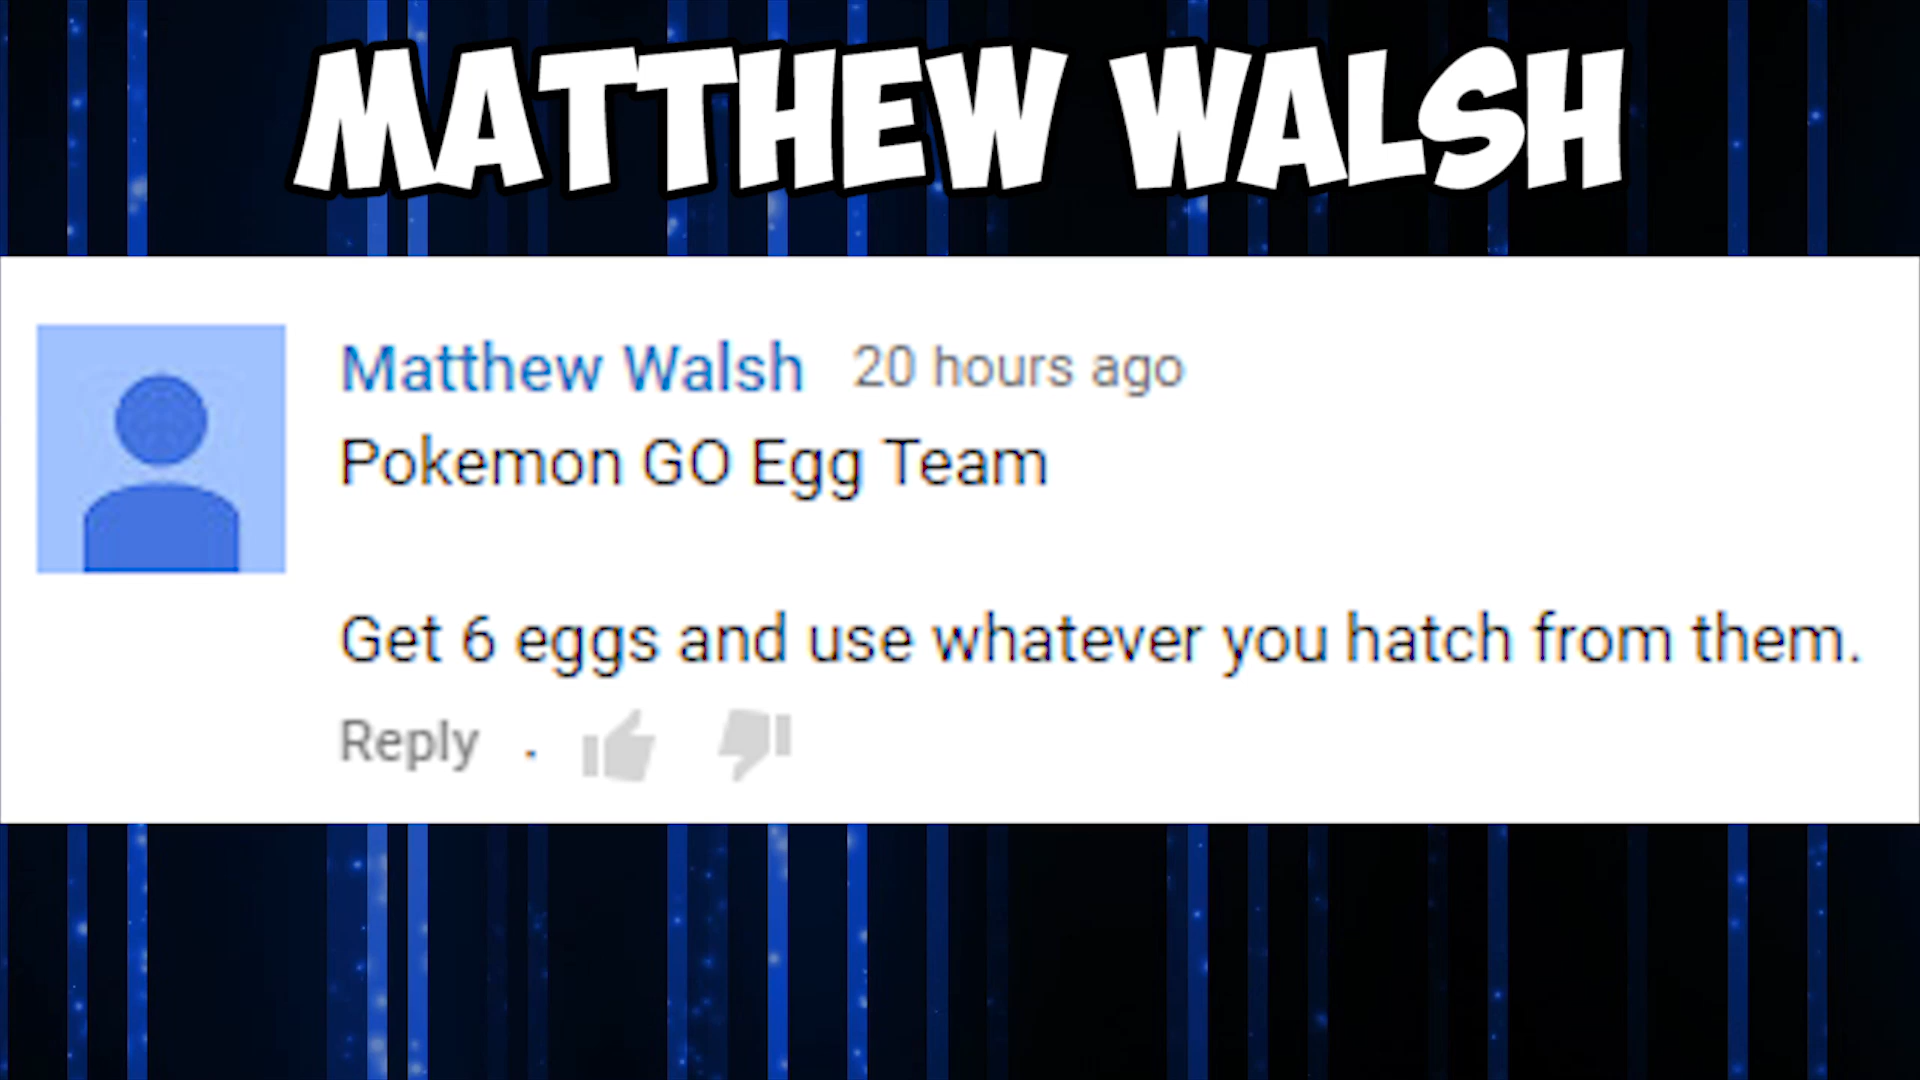 MATTHEW WALSH
Matthew Walsh 20 hours ago
Pokemon GO Egg Team
Get 6 eggs and use whatever you hatch from them.
Reply .